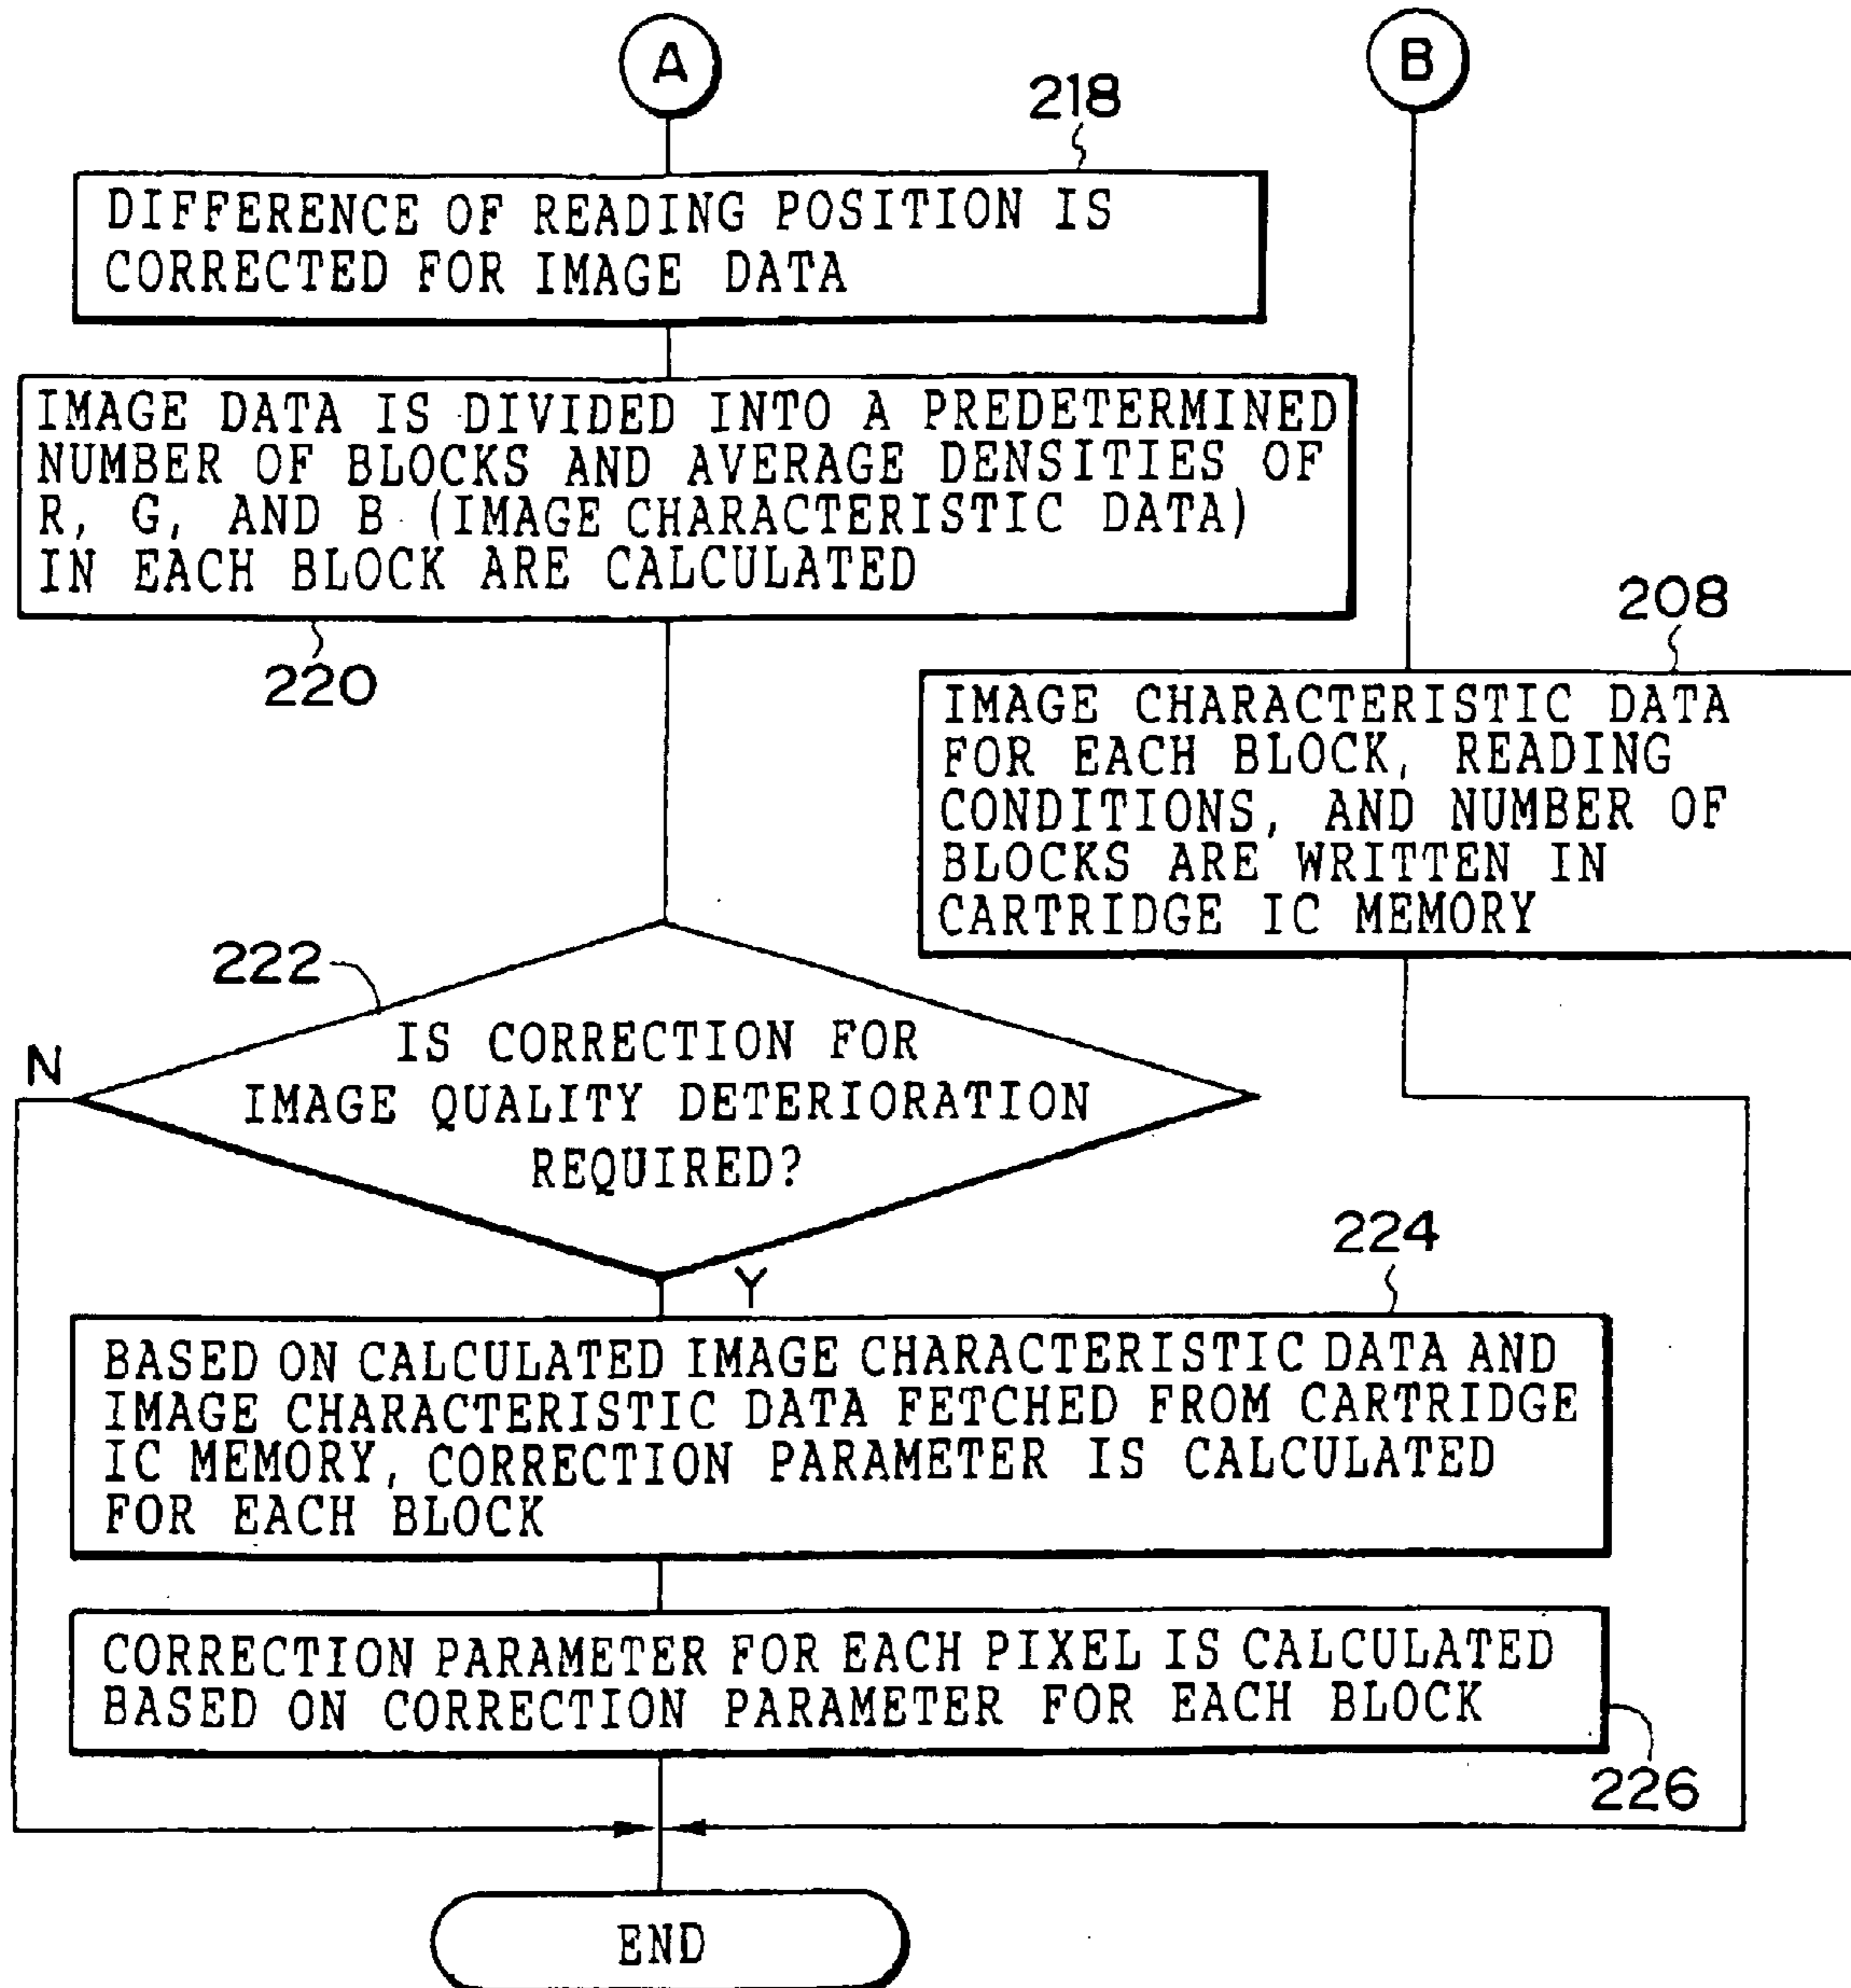 A
B
218
DIFFERENCE OF READING POSITION IS
CORRECTED FOR IMAGE DATA
IMAGE DATA IS DIVIDED INTO A PREDETERMINED
NUMBER OF BLOCKS AND AVERAGE DENSITIES OF
R, G, AND B (IMAGE CHARACTERISTIC DATA)
IN EACH BLOCK ARE CALCULATED
220
208
IMAGE CHARACTERISTIC DATA
FOR EACH BLOCK, READING
CONDITIONS, AND NUMBER OF
BLOCKS ARE WRITTEN IN
CARTRIDGE IC MEMORY
222
N
IS CORRECTION FOR
IMAGE QUALITY DETERIORATION
REQUIRED?
Y
224
BASED ON CALCULATED IMAGE CHARACTERISTIC DATA AND
IMAGE CHARACTERISTIC DATA FETCHED FROM CARTRIDGE
IC MEMORY, CORRECTION PARAMETER IS CALCULATED
FOR EACH BLOCK
CORRECTION PARAMETER FOR EACH PIXEL IS CALCULATED
BASED ON CORRECTION PARAMETER FOR EACH BLOCK
226
END